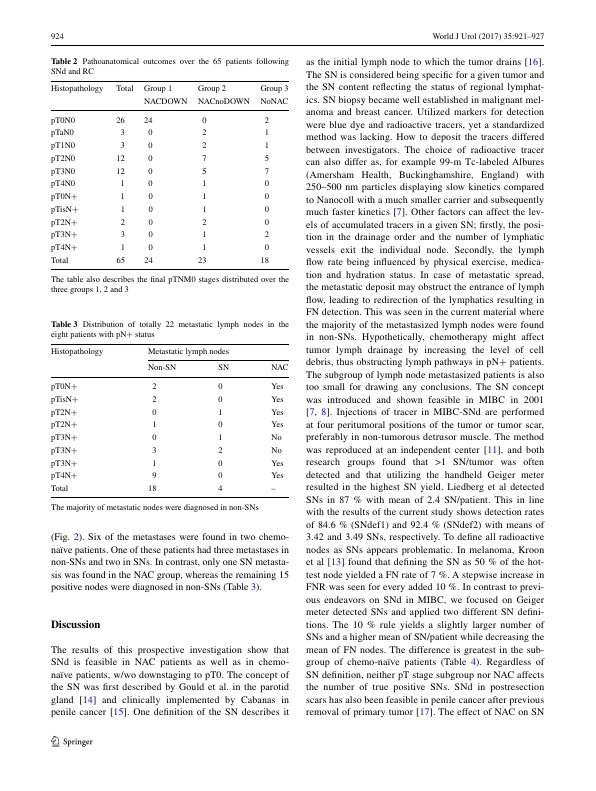 924
World J Urol (2017) 35:921–927
Table 2 Pathoanatomical outcomes over the 65 patients following
SNd and RC
Histopathology Total Group 1 Group 2 Group 3
NACDOWN NACnoDOWN NoNAC
pT0N0 26 24 0 2
pTaN0 3 0 2 1
pT1N0 3 0 2 1
pT2N0 12 0 7 5
pT3N0 12 0 5 7
pT4N0 1 0 1 0
pT0N+ 1 0 1 0
pTisN+ 1 0 1 0
pT2N+ 2 0 2 0
pT3N+ 3 0 1 2
pT4N+ 1 0 1 0
Total 65 24 23 18
The table also describes the final pTNM0 stages distributed over the
three groups 1, 2 and 3
Table 3 Distribution of totally 22 metastatic lymph nodes in the
eight patients with pN+ status
Histopathology Metastatic lymph nodes
Non-SN SN NAC
pT0N+ 2 0 Yes
pTisN+ 2 0 Yes
pT2N+ 0 1 Yes
pT2N+ 1 0 Yes
pT3N+ 0 1 No
pT3N+ 3 2 No
pT3N+ 1 0 Yes
pT4N+ 9 0 Yes
Total 18 4 –
The majority of metastatic nodes were diagnosed in non-SNs
(Fig. 2). Six of the metastases were found in two chemo-
naïve patients. One of these patients had three metastases in
non-SNs and two in SNs. In contrast, only one SN metasta-
sis was found in the NAC group, whereas the remaining 15
positive nodes were diagnosed in non-SNs (Table 3).
Discussion
The results of this prospective investigation show that
SNd is feasible in NAC patients as well as in chemo-
naïve patients, w/wo downstaging to pT0. The concept of
the SN was first described by Gould et al. in the parotid
gland [14] and clinically implemented by Cabanas in
penile cancer [15]. One definition of the SN describes it
as the initial lymph node to which the tumor drains [16].
The SN is considered being specific for a given tumor and
the SN content reflecting the status of regional lymphat-
ics. SN biopsy became well established in malignant mel-
anoma and breast cancer. Utilized markers for detection
were blue dye and radioactive tracers, yet a standardized
method was lacking. How to deposit the tracers differed
between investigators. The choice of radioactive tracer
can also differ as, for example 99-m Tc-labeled Albures
(Amersham Health, Buckinghamshire, England) with
250–500 nm particles displaying slow kinetics compared
to Nanocoll with a much smaller carrier and subsequently
much faster kinetics [7]. Other factors can affect the lev-
els of accumulated tracers in a given SN; firstly, the posi-
tion in the drainage order and the number of lymphatic
vessels exit the individual node. Secondly, the lymph
flow rate being influenced by physical exercise, medica-
tion and hydration status. In case of metastatic spread,
the metastatic deposit may obstruct the entrance of lymph
flow, leading to redirection of the lymphatics resulting in
FN detection. This was seen in the current material where
the majority of the metastasized lymph nodes were found
in non-SNs. Hypothetically, chemotherapy might affect
tumor lymph drainage by increasing the level of cell
debris, thus obstructing lymph pathways in pN+ patients.
The subgroup of lymph node metastasized patients is also
too small for drawing any conclusions. The SN concept
was introduced and shown feasible in MIBC in 2001
[7, 8]. Injections of tracer in MIBC-SNd are performed
at four peritumoral positions of the tumor or tumor scar,
preferably in non-tumorous detrusor muscle. The method
was reproduced at an independent center [11], and both
research groups found that >1 SN/tumor was often
detected and that utilizing the handheld Geiger meter
resulted in the highest SN yield. Liedberg et al detected
SNs in 87 % with mean of 2.4 SN/patient. This in line
with the results of the current study shows detection rates
of 84.6 % (SNdef1) and 92.4 % (SNdef2) with means of
3.42 and 3.49 SNs, respectively. To define all radioactive
nodes as SNs appears problematic. In melanoma, Kroon
et al [13] found that defining the SN as 50 % of the hot-
test node yielded a FN rate of 7 %. A stepwise increase in
FNR was seen for every added 10 %. In contrast to previ-
ous endeavors on SNd in MIBC, we focused on Geiger
meter detected SNs and applied two different SN defini-
tions. The 10 % rule yields a slightly larger number of
SNs and a higher mean of SN/patient while decreasing the
mean of FN nodes. The difference is greatest in the sub-
group of chemo-naïve patients (Table 4). Regardless of
SN definition, neither pT stage subgroup nor NAC affects
the number of true positive SNs. SNd in postresection
scars has also been feasible in penile cancer after previous
removal of primary tumor [17]. The effect of NAC on SN
Springer